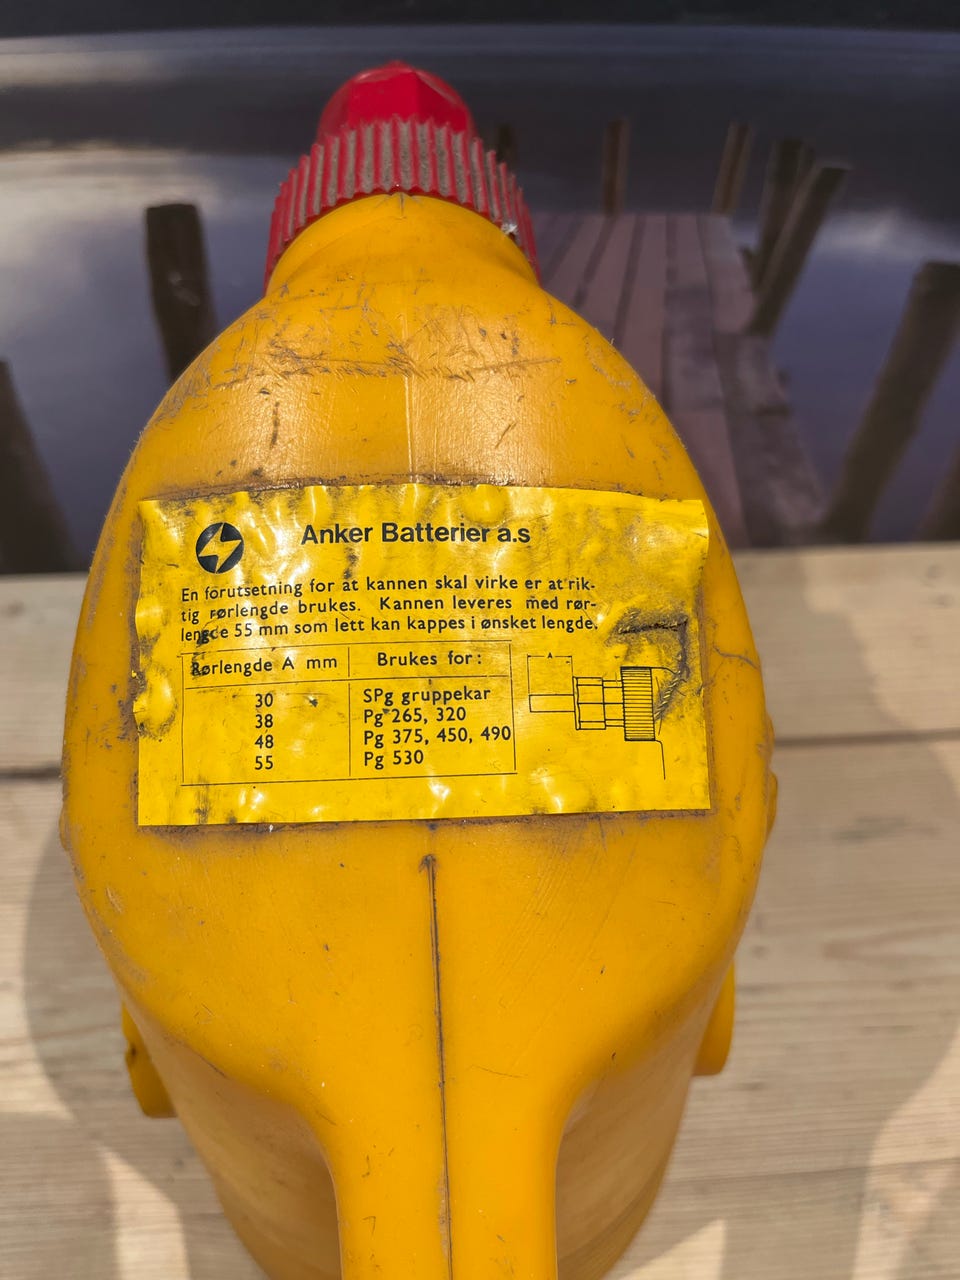 Anker Batterier a.s
En forutsetning for at kannen skal virke er at rik-
tig rørlengde brukes. Kannen leveres med rør-
lengde 55 mm som lett kan kappes i ønsket lengde.
Rørlengde A mm Brukes for:
30 SPg gruppekar
38 Pg 265, 320
48 Pg 375, 450, 490
55 Pg 530
A